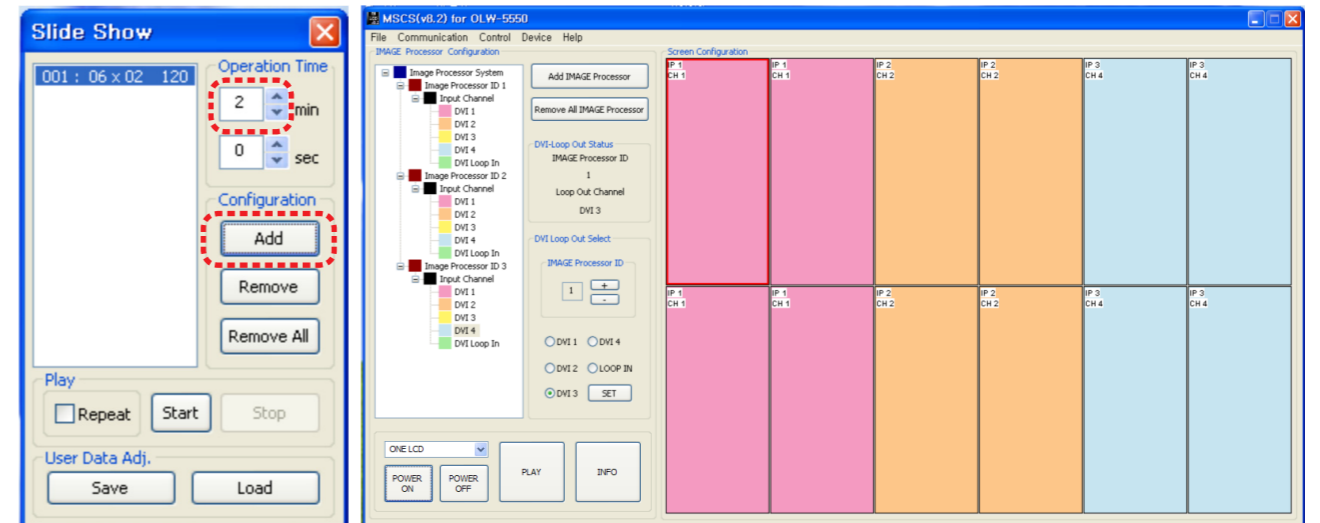 Slide Show
001 : 06 x 02 120
Operation Time
2 min
0 sec
Configuration
Add
Remove
Remove All
Play
Repeat Start Stop
User Data Adj.
Save Load
MSCS(v8.2) for OLW-5550
File Communication Control Device Help
IMAGE Processor Configuration
Image Processor System
Image Processor ID 1
Input Channel
DVI 1
DVI 2
DVI 3
DVI 4
DVI Loop In
Image Processor ID 2
Input Channel
DVI 1
DVI 2
DVI 3
DVI 4
DVI Loop In
Image Processor ID 3
Input Channel
DVI 1
DVI 2
DVI 3
DVI 4
DVI Loop In
Add IMAGE Processor
Remove All IMAGE Processor
DVI-Loop Out Status
IMAGE Processor ID
1
Loop Out Channel
DVI 3
DVI Loop Out Select
IMAGE Processor ID
1 + -
DVI 1 DVI 4
DVI 2 LOOP IN
DVI 3 SET
ONE LCD
POWER ON
POWER OFF
PLAY
INFO
Screen Configuration
IP 1 IP 1 IP 2 IP 2 IP 3 IP 3
CH 1 CH 1 CH 2 CH 2 CH 4 CH 4
IP 1 IP 1 IP 2 IP 2 IP 3 IP 3
CH 1 CH 1 CH 2 CH 2 CH 4 CH 4